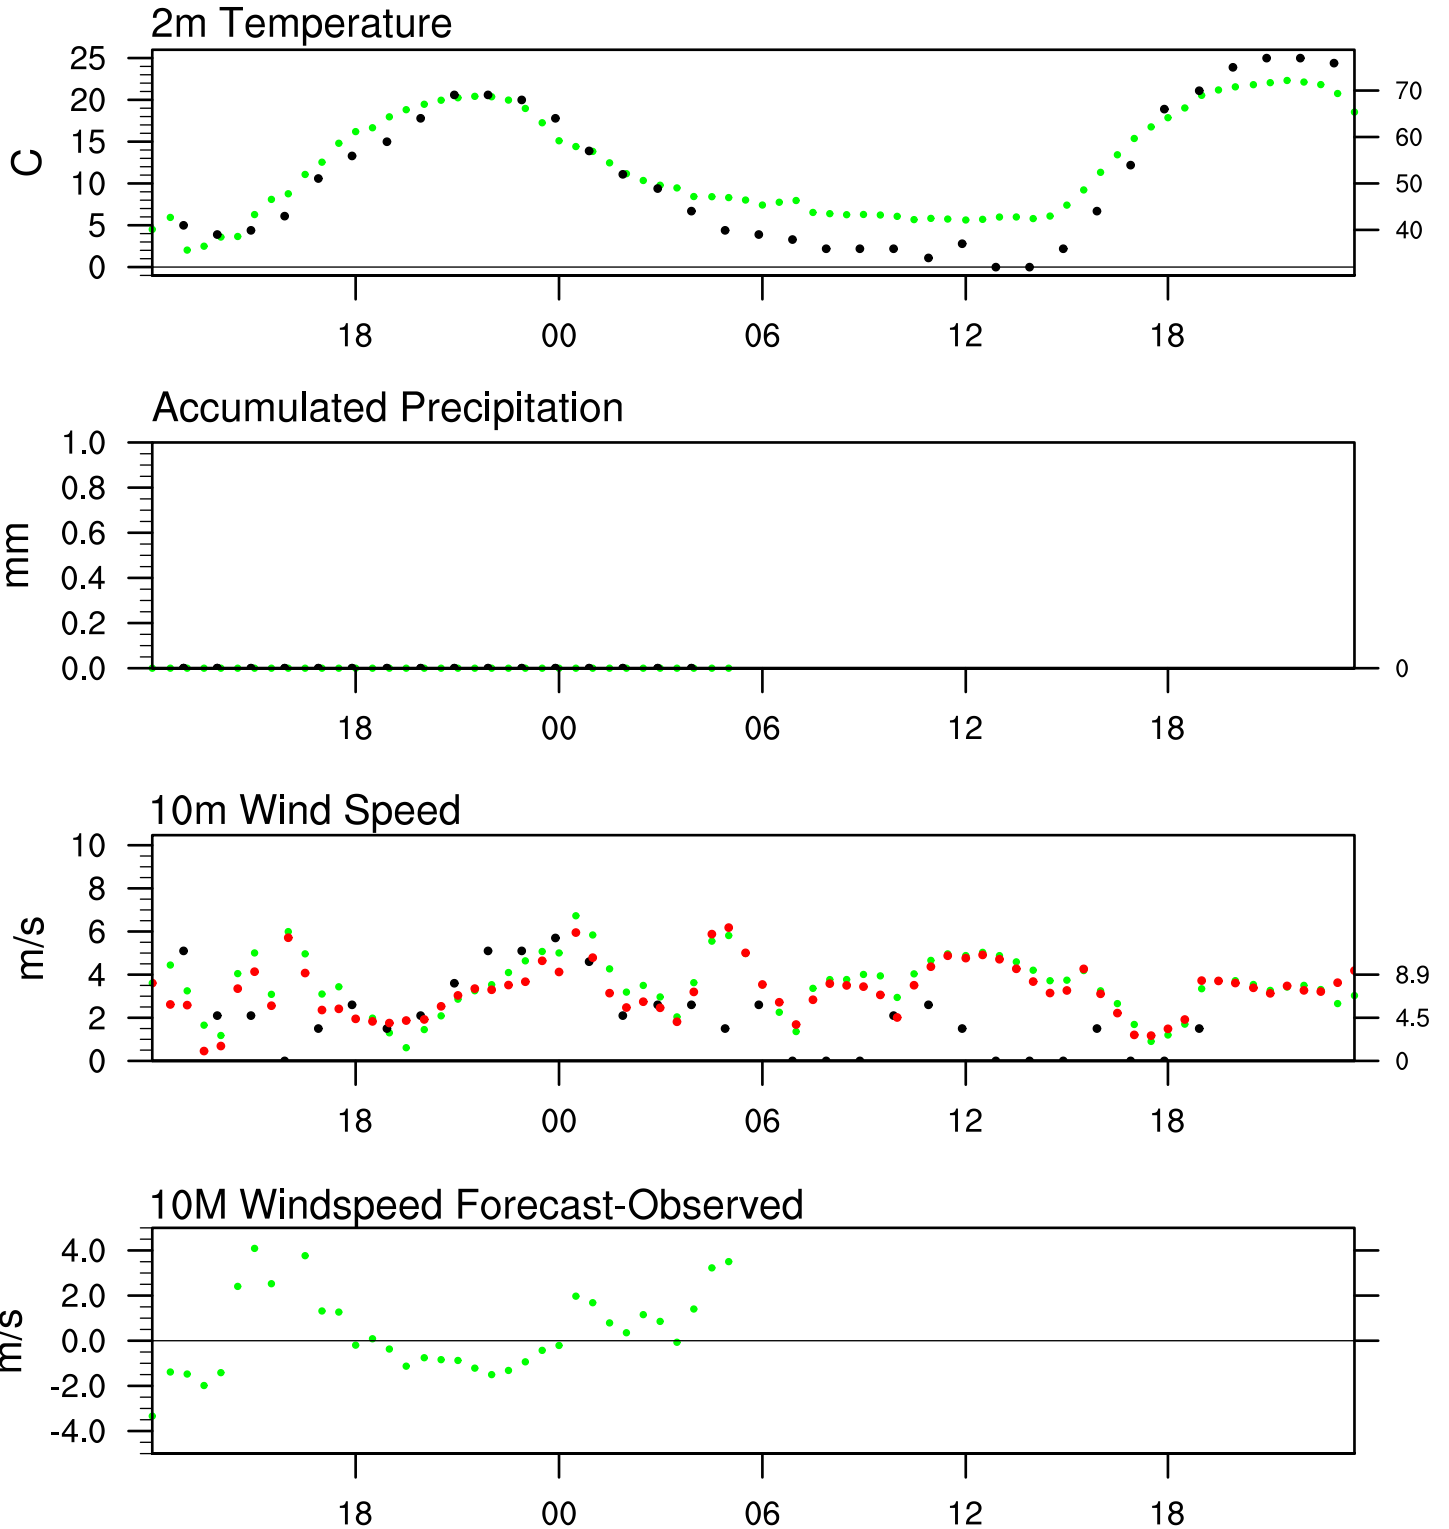 2m Temperature
25
20
15
10
5
0
C
70
60
50
40
18 00 06 12 18
Accumulated Precipitation
1.0
0.8
0.6
0.4
0.2
0.0
mm
0
18 00 06 12 18
10m Wind Speed
10
8
6
4
2
0
m/s
8.9
4.5
0
18 00 06 12 18
10M Windspeed Forecast-Observed
4.0
2.0
0.0
-2.0
-4.0
m/s
18 00 06 12 18